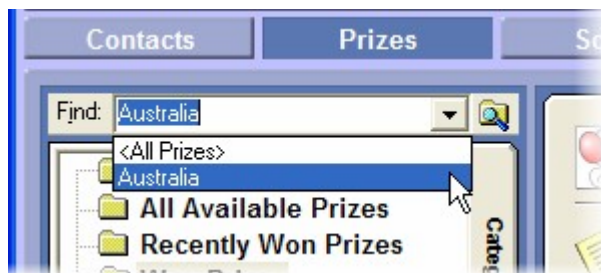 Contacts Prizes
Find: Australia
<All Prizes>
Australia
All Available Prizes
Recently Won Prizes